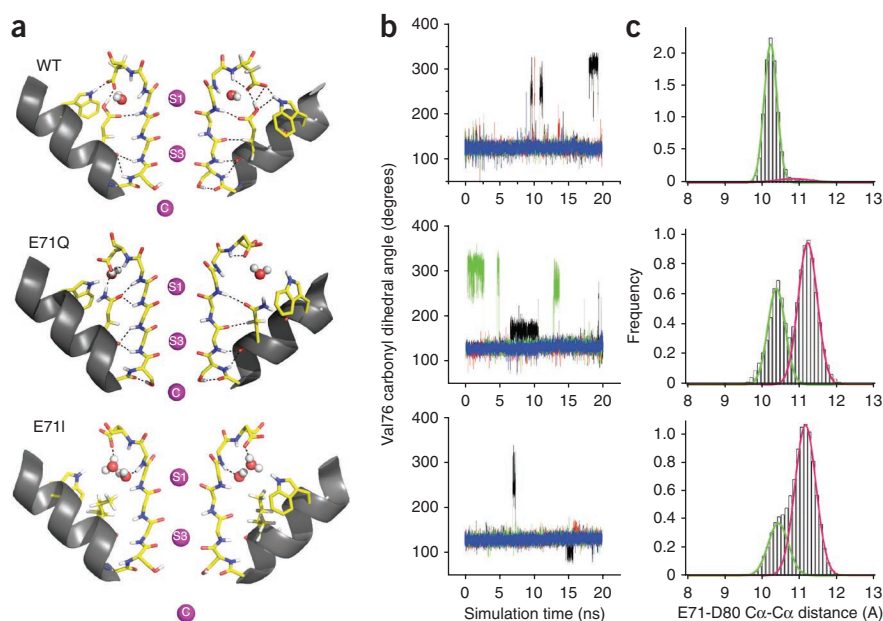 a
WT
S1
S3
C
E71Q
S1
S3
C
E71I
S1
S3
C
b
Val76 carbonyl dihedral angle (degrees)
400
300
200
100
0 5 10 15 20
400
300
200
100
0 5 10 15 20
400
300
200
100
0 5 10 15 20
Simulation time (ns)
c
Frequency
2.0
1.5
1.0
0.5
0
8 9 10 11 12 13
1.0
0.8
0.6
0.4
0.2
0
8 9 10 11 12 13
1.0
0.8
0.6
0.4
0.2
0
8 9 10 11 12 13
E71-D80 Cα-Cα distance (A)